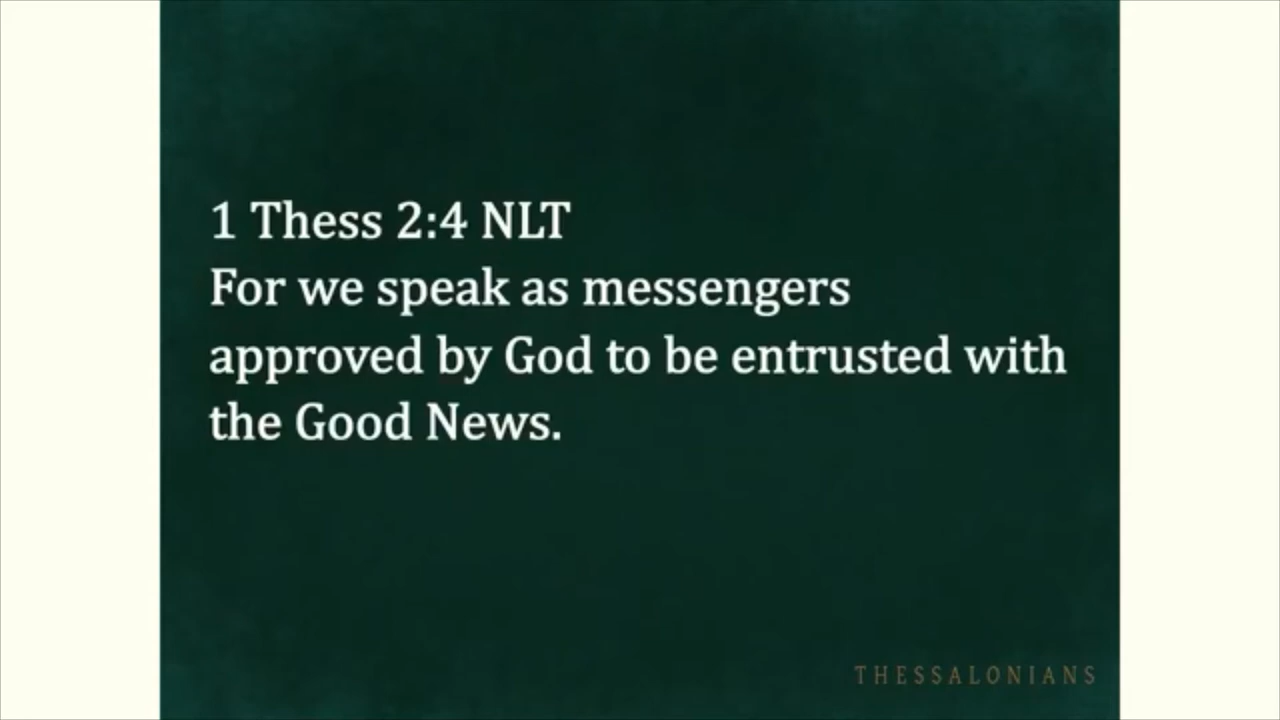 1 Thess 2:4 NLT
For we speak as messengers
approved by God to be entrusted with
the Good News.
THESSALONIANS